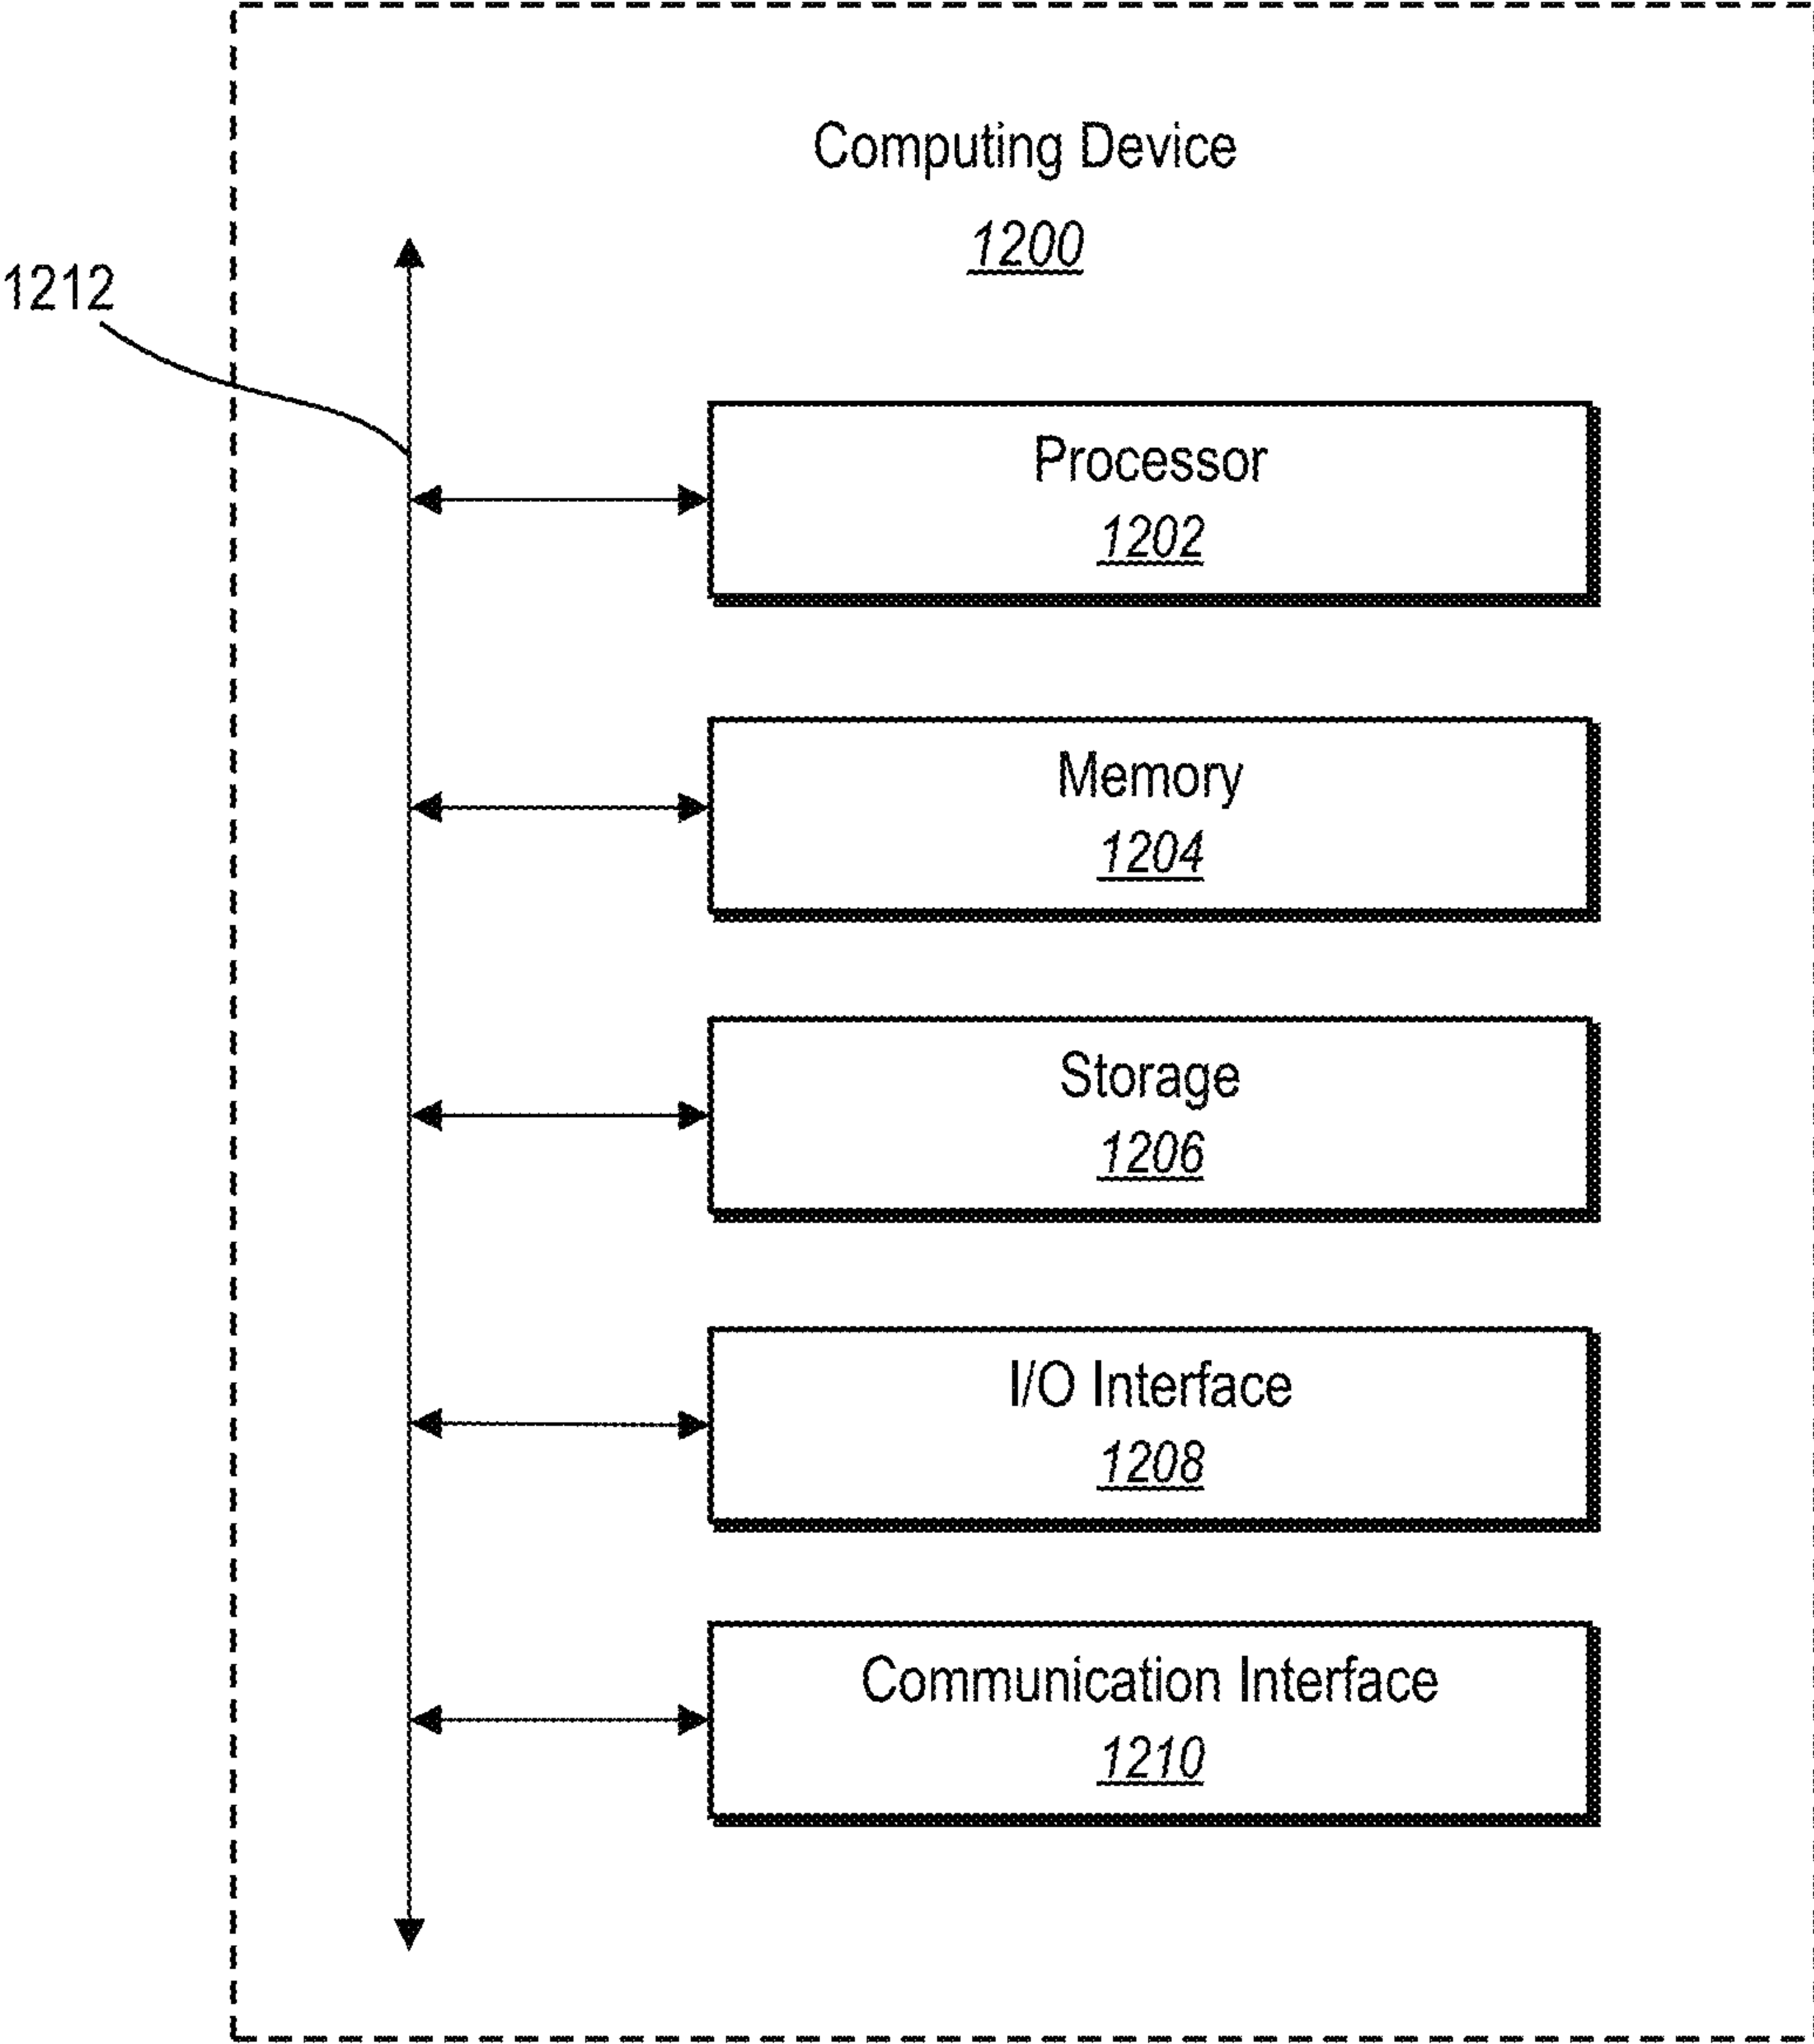 Computing Device
1200
1212
Processor
1202
Memory
1204
Storage
1206
I/O Interface
1208
Communication Interface
1210